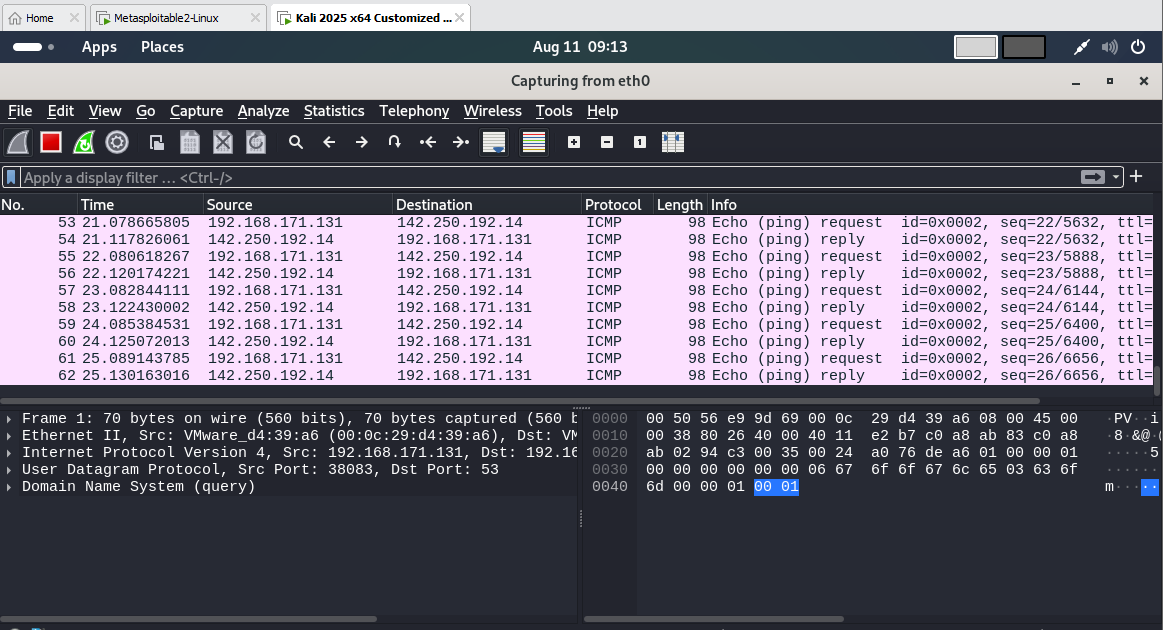 Home
Metasploitable2-Linux
Kali 2025 x64 Customized ...
Apps Places Aug 11 09:13
Capturing from eth0
File Edit View Go Capture Analyze Statistics Telephony Wireless Tools Help
Apply a display filter … <Ctrl-/>
No. Time Source Destination Protocol Length Info
53 21.078665805 192.168.171.131 142.250.192.14 ICMP 98 Echo (ping) request id=0x0002, seq=22/5632, ttl=
54 21.117826061 142.250.192.14 192.168.171.131 ICMP 98 Echo (ping) reply id=0x0002, seq=22/5632, ttl=
55 22.080618267 192.168.171.131 142.250.192.14 ICMP 98 Echo (ping) request id=0x0002, seq=23/5888, ttl=
56 22.120174221 142.250.192.14 192.168.171.131 ICMP 98 Echo (ping) reply id=0x0002, seq=23/5888, ttl=
57 23.082844111 192.168.171.131 142.250.192.14 ICMP 98 Echo (ping) request id=0x0002, seq=24/6144, ttl=
58 23.122430002 142.250.192.14 192.168.171.131 ICMP 98 Echo (ping) reply id=0x0002, seq=24/6144, ttl=
59 24.085384531 192.168.171.131 142.250.192.14 ICMP 98 Echo (ping) request id=0x0002, seq=25/6400, ttl=
60 24.125072013 142.250.192.14 192.168.171.131 ICMP 98 Echo (ping) reply id=0x0002, seq=25/6400, ttl=
61 25.089143785 192.168.171.131 142.250.192.14 ICMP 98 Echo (ping) request id=0x0002, seq=26/6656, ttl=
62 25.130163016 142.250.192.14 192.168.171.131 ICMP 98 Echo (ping) reply id=0x0002, seq=26/6656, ttl=
Frame 1: 70 bytes on wire (560 bits), 70 bytes captured (560 b
Ethernet II, Src: VMware_d4:39:a6 (00:0c:29:d4:39:a6), Dst: VM
Internet Protocol Version 4, Src: 192.168.171.131, Dst: 192.16
User Datagram Protocol, Src Port: 38083, Dst Port: 53
Domain Name System (query)
0000 00 50 56 e9 9d 69 00 0c 29 d4 39 a6 08 00 45 00 ·PV··i
0010 00 38 80 26 40 00 40 11 e2 b7 c0 a8 ab 83 c0 a8 ·8·&@·@
0020 ab 02 94 c3 00 35 00 24 a0 76 de a6 01 00 00 01 ·····5
0030 00 00 00 00 00 00 06 67 6f 6f 67 6c 65 03 63 6f ······
0040 6d 00 00 01 00 01 m·····